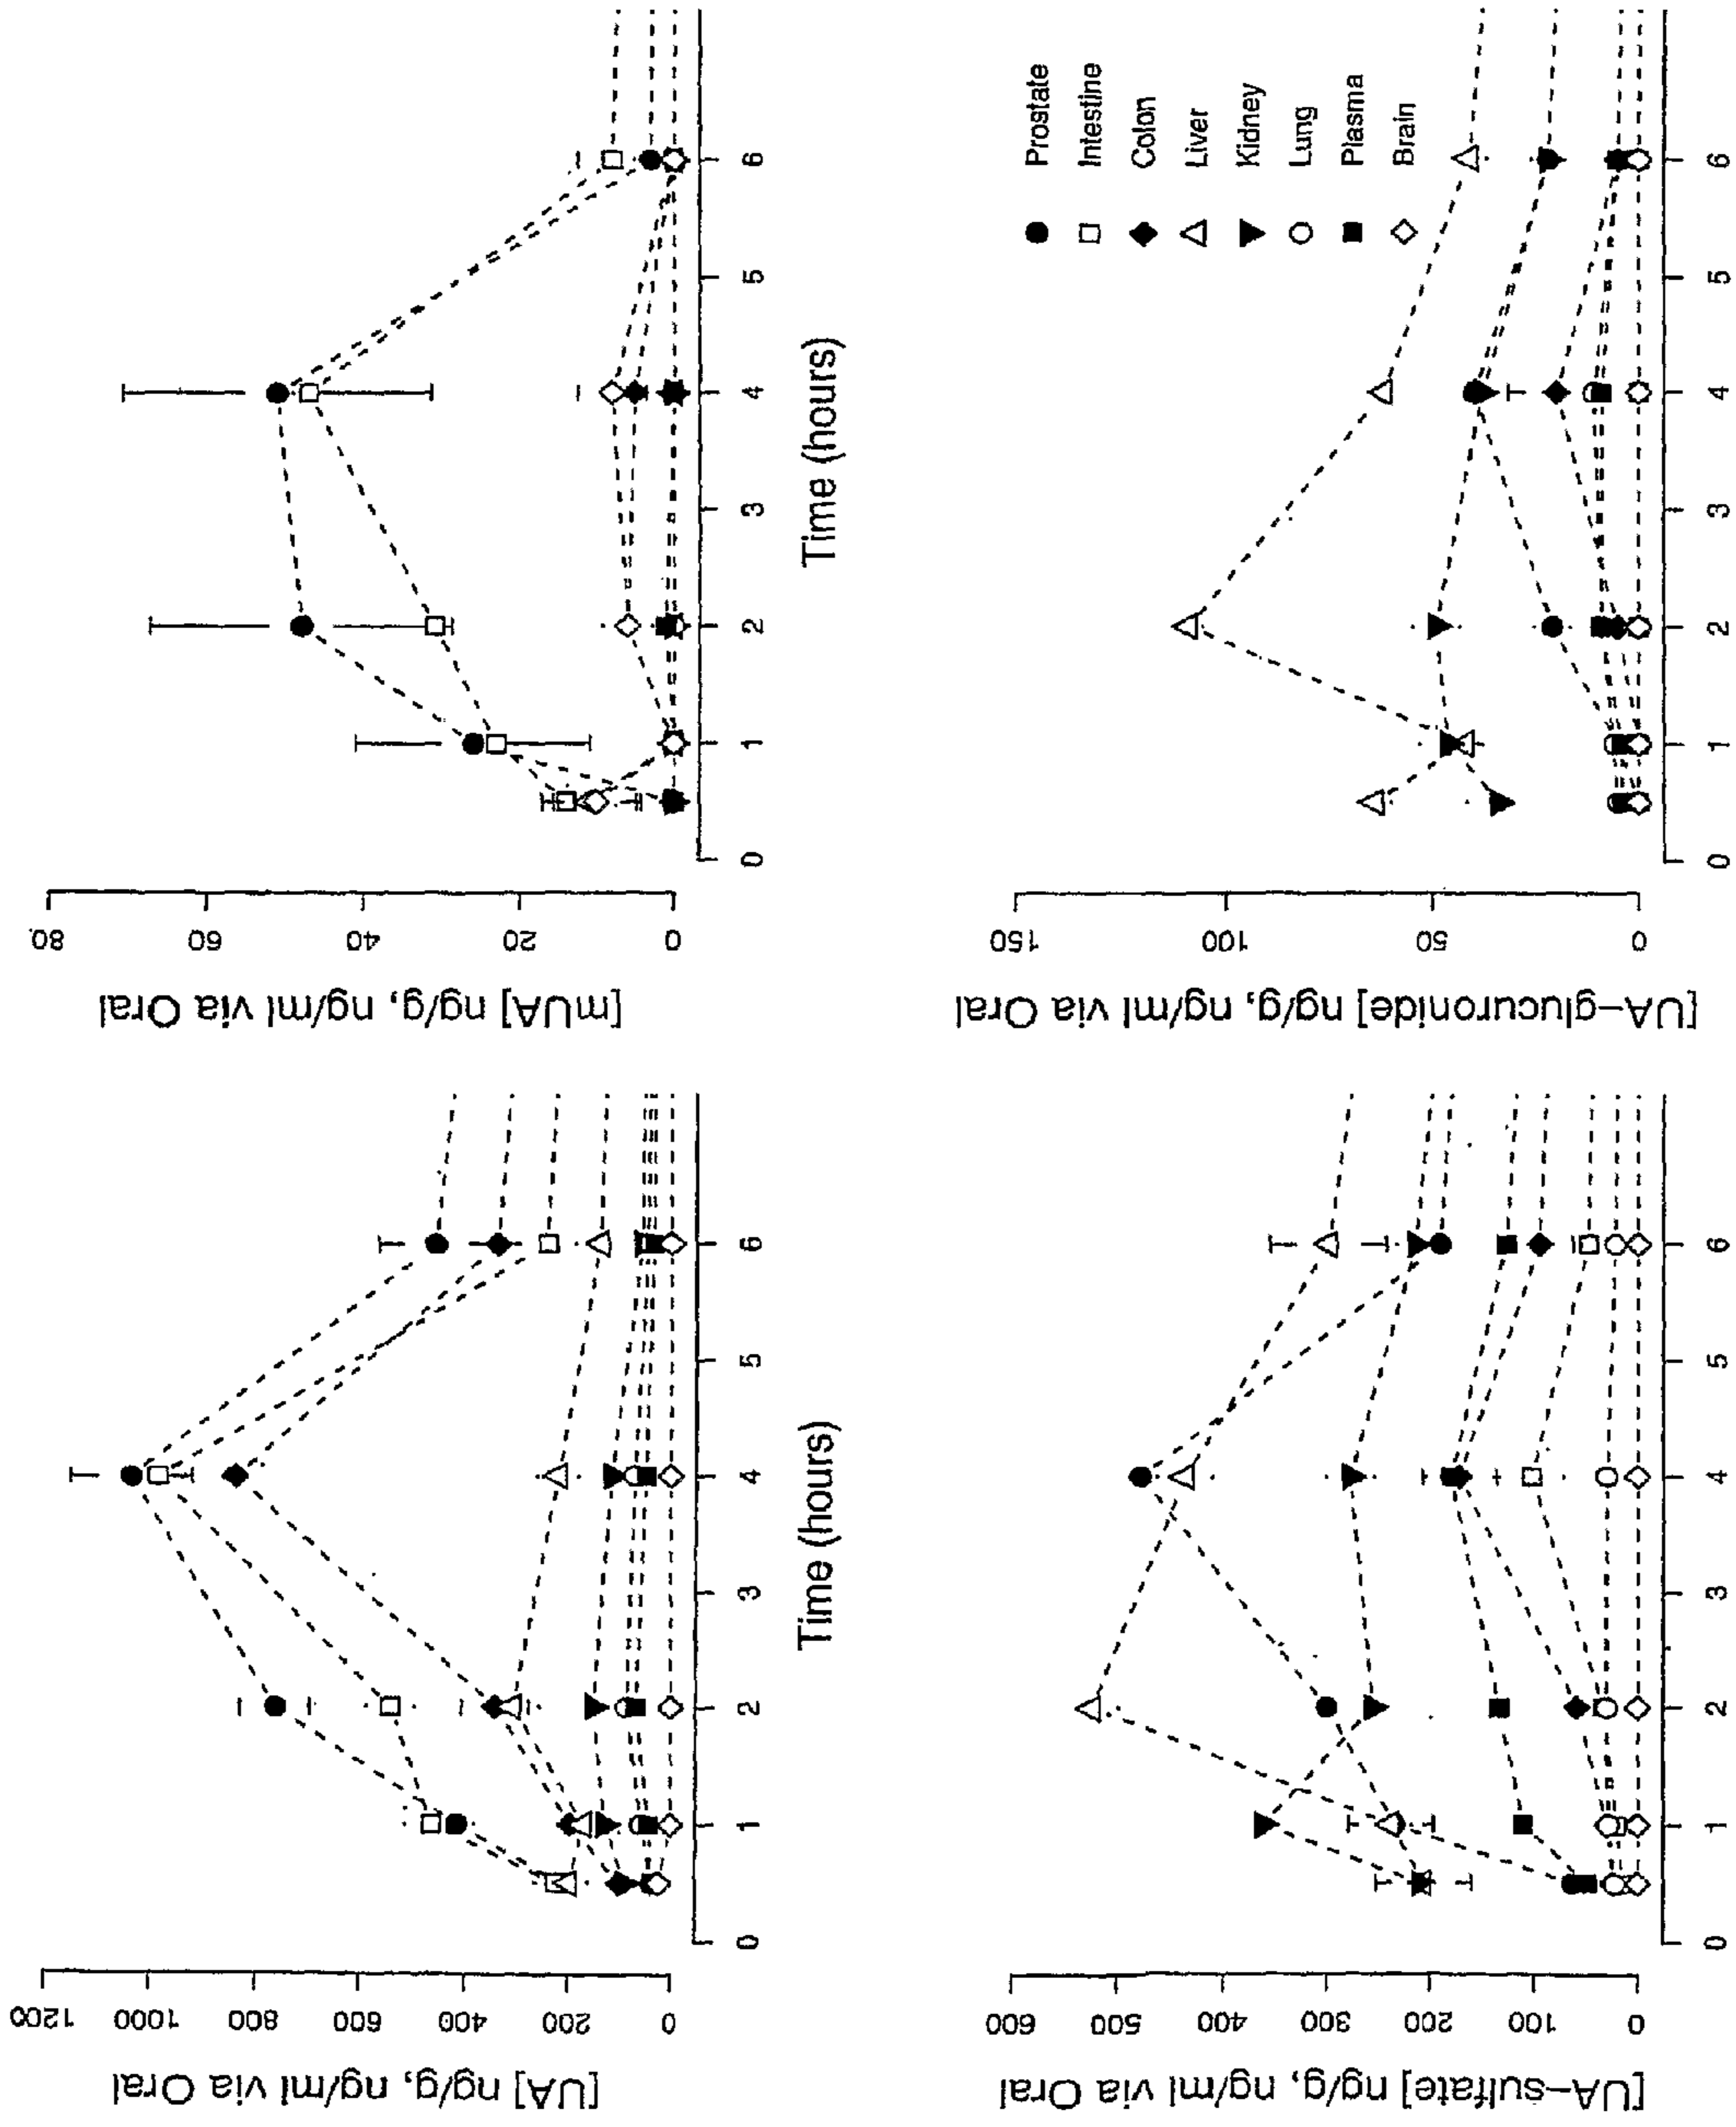 [UA] ng/g, ng/ml via Oral
0 200 400 600 800 1000 1200
0 1 2 3 4 5 6
Time (hours)
[mUA] ng/g, ng/ml via Oral
0 20 40 60 80
0 1 2 3 4 5 6
Time (hours)
[UA-sulfate] ng/g, ng/ml via Oral
0 100 200 300 400 500 600
0 1 2 3 4 5 6
[UA-glucuronide] ng/g, ng/ml via Oral
0 50 100 150
0 1 2 3 4 5 6
Prostate
Intestine
Colon
Liver
Kidney
Lung
Plasma
Brain